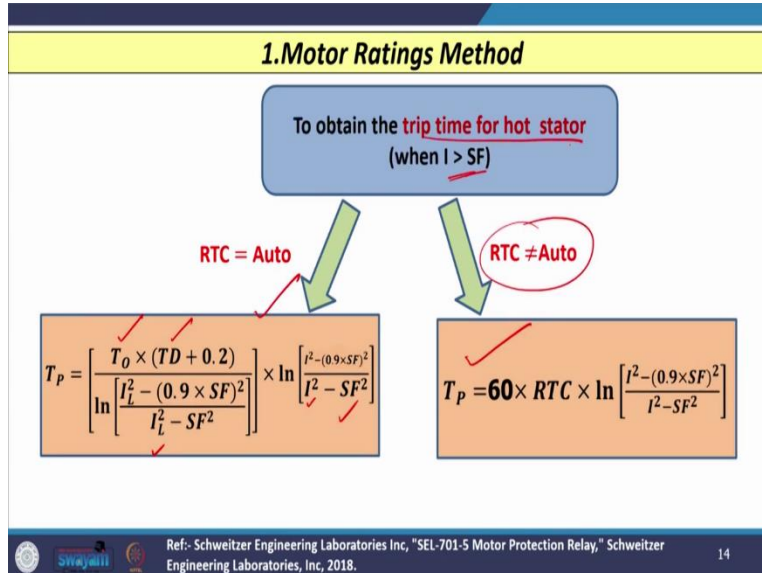 1.Motor Ratings Method
To obtain the trip time for hot stator
(when I > SF)
RTC = Auto
RTC ≠Auto
T_P = [T_O × (TD + 0.2) / ln[I_L^2 − (0.9 × SF)^2 / I_L^2 − SF^2]] × ln[I^2−(0.9×SF)^2 / I^2 − SF^2]
T_P =60× RTC × ln[I^2−(0.9×SF)^2 / I^2−SF^2]
swayam
Ref:- Schweitzer Engineering Laboratories Inc, "SEL-701-5 Motor Protection Relay," Schweitzer
Engineering Laboratories, Inc, 2018.
14